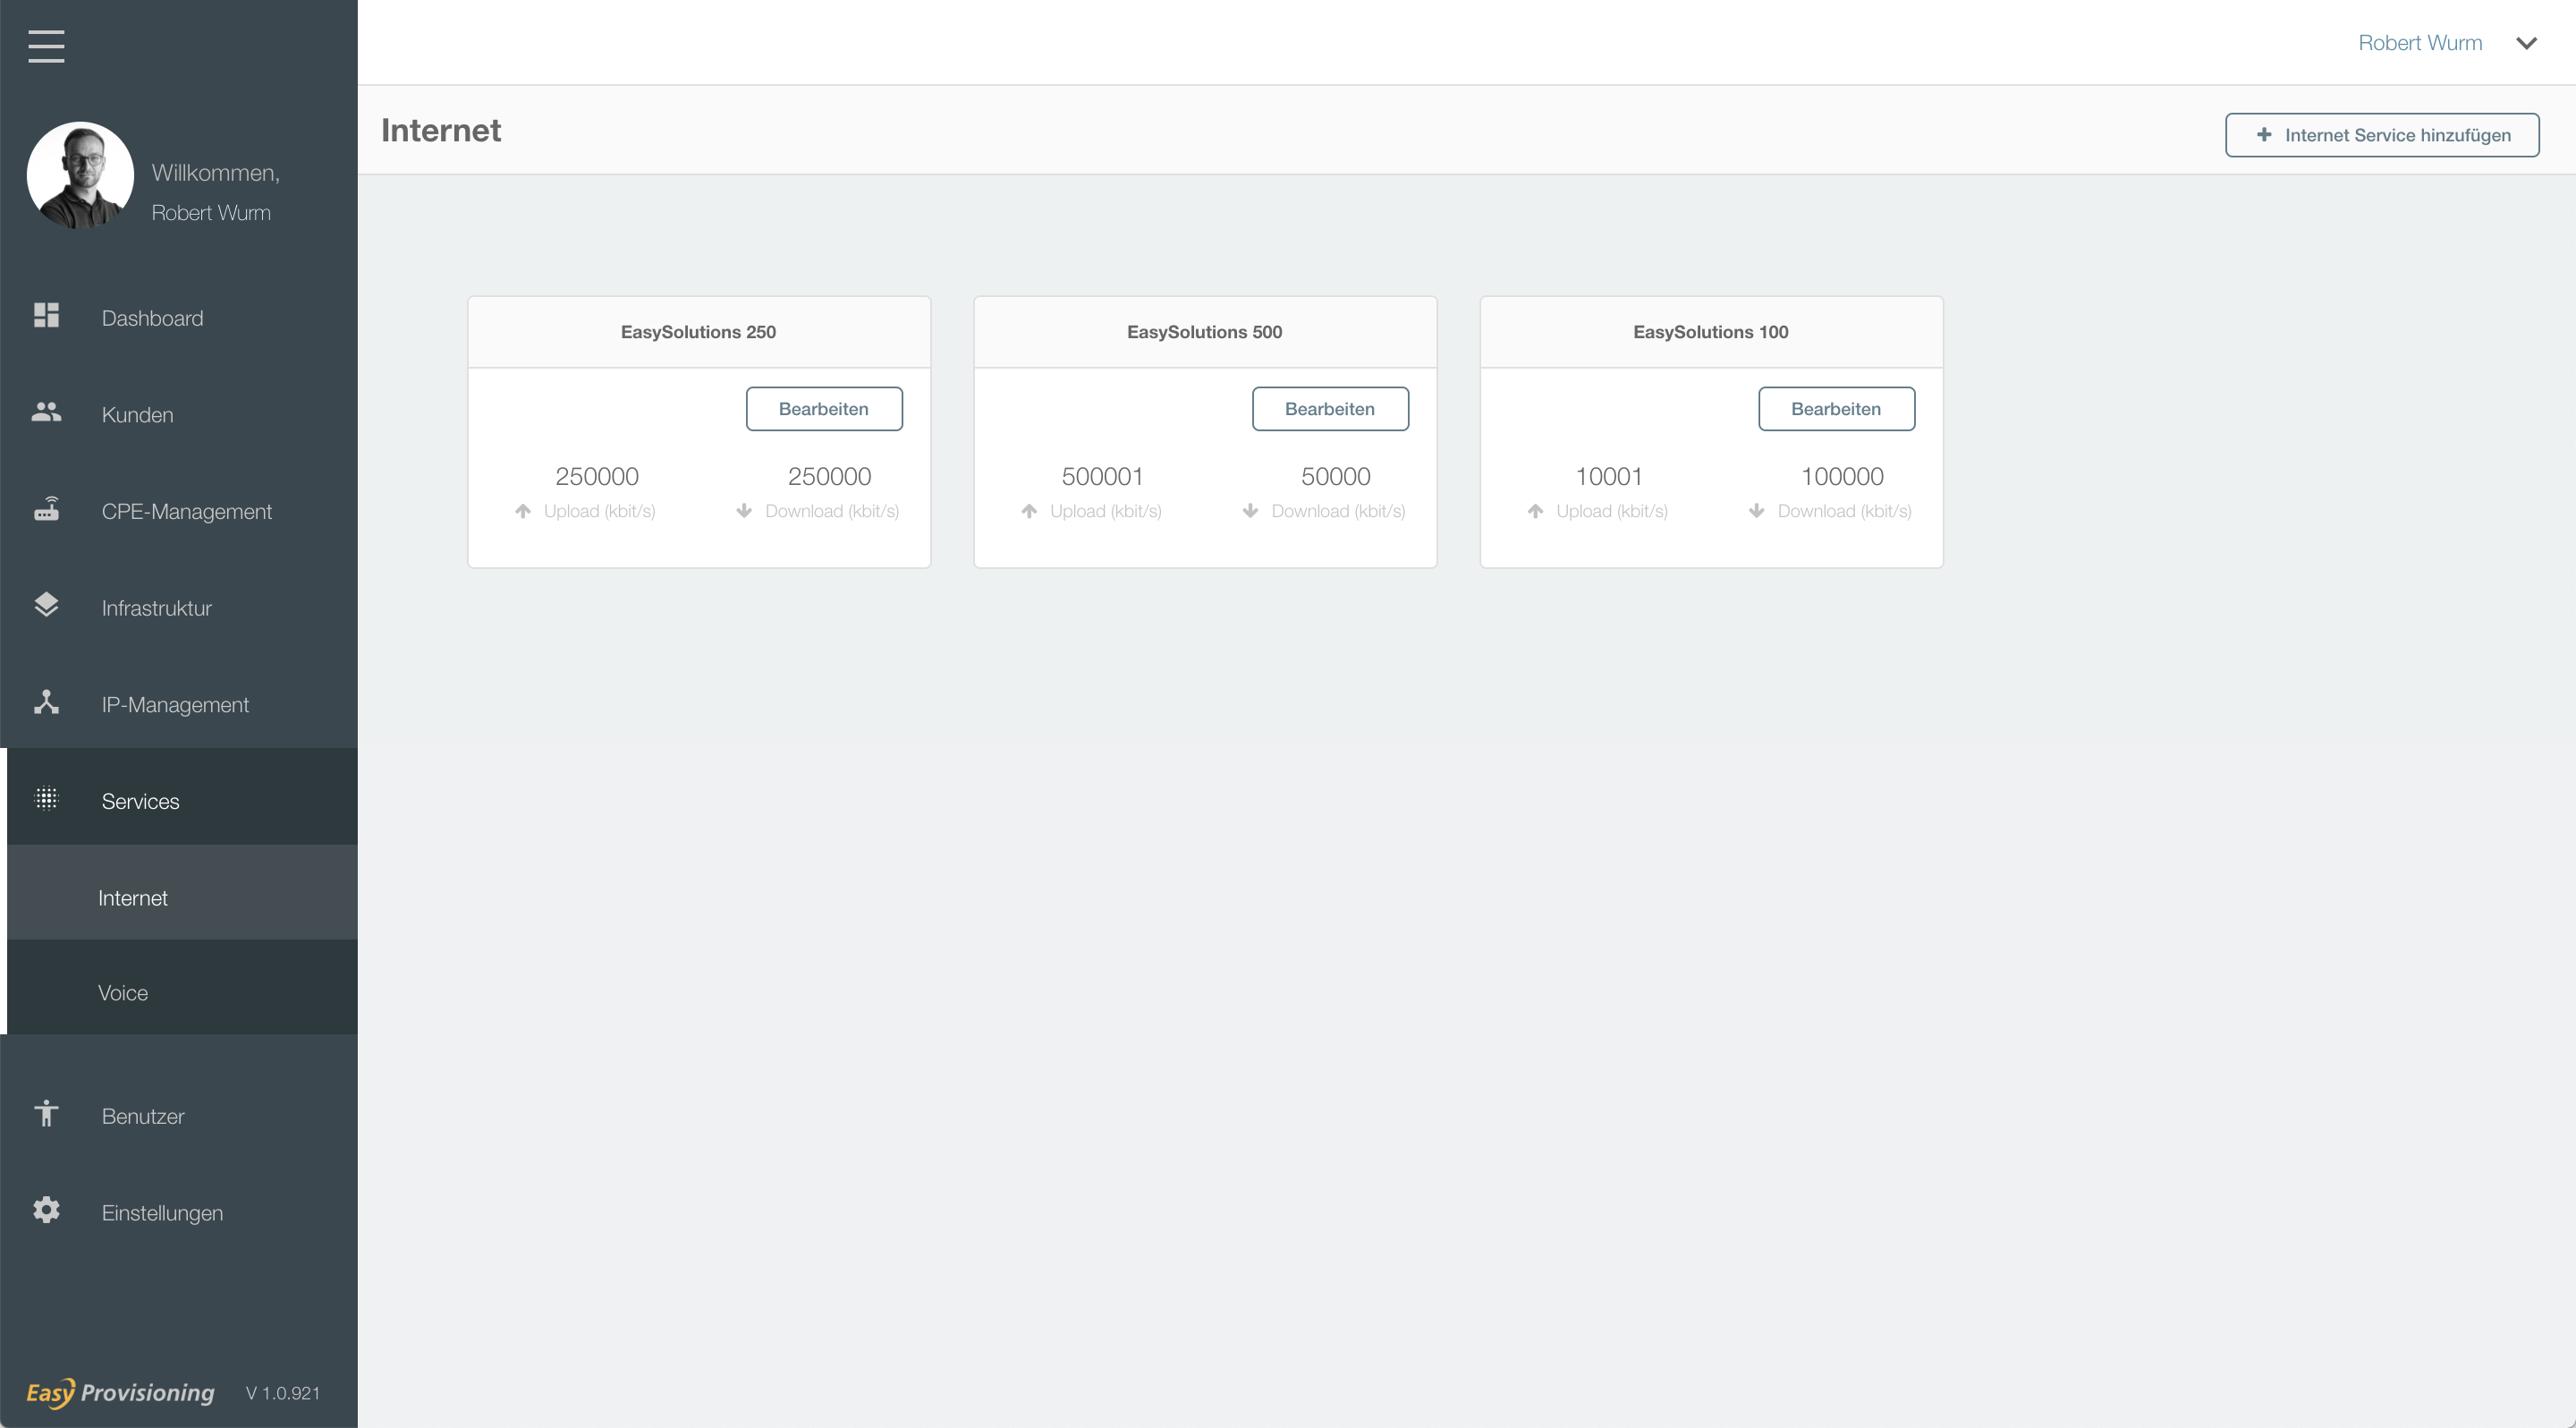 Robert Wurm
Internet
Internet Service hinzufügen
Willkommen,
Robert Wurm
Dashboard
Kunden
CPE-Management
Infrastruktur
IP-Management
Services
Internet
Voice
Benutzer
Einstellungen
Easy Provisioning V 1.0.921
EasySolutions 250
Bearbeiten
250000 250000
Upload (kbit/s) Download (kbit/s)
EasySolutions 500
Bearbeiten
500001 50000
Upload (kbit/s) Download (kbit/s)
EasySolutions 100
Bearbeiten
10001 100000
Upload (kbit/s) Download (kbit/s)